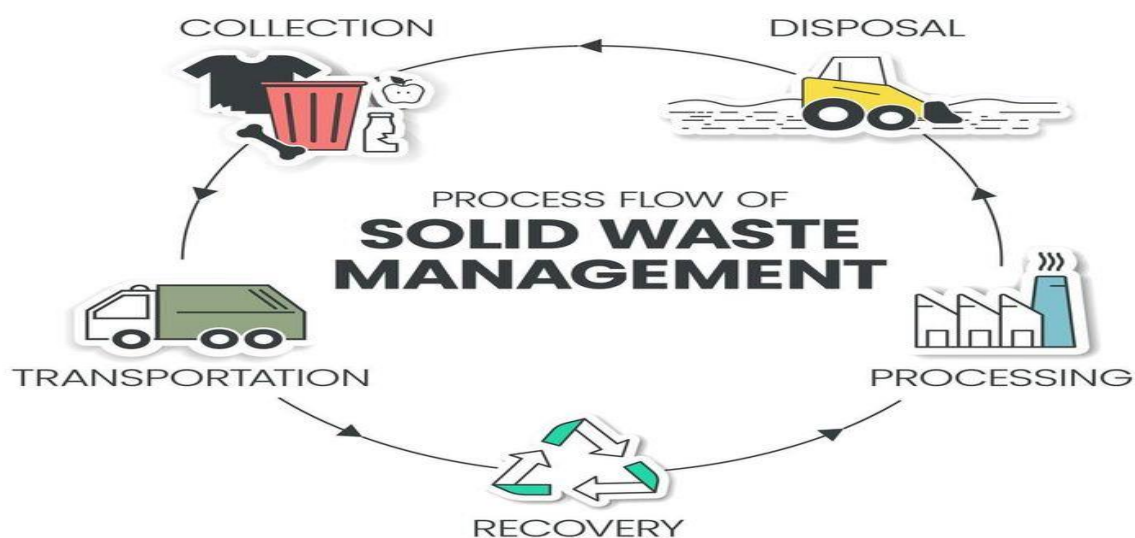 COLLECTION
DISPOSAL
PROCESS FLOW OF
SOLID WASTE
MANAGEMENT
TRANSPORTATION
PROCESSING
RECOVERY